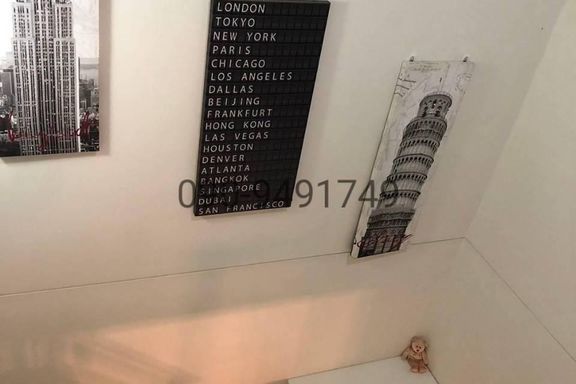 LONDON
TOKYO
NEW YORK
PARIS
CHICAGO
LOS ANGELES
DALLAS
BEIJING
FRANKFURT
HONG KONG
LAS VEGAS
HOUSTON
DENVER
ATLANTA
BANGKOK
SINGAPORE
DUBAI
SAN FRANCISCO